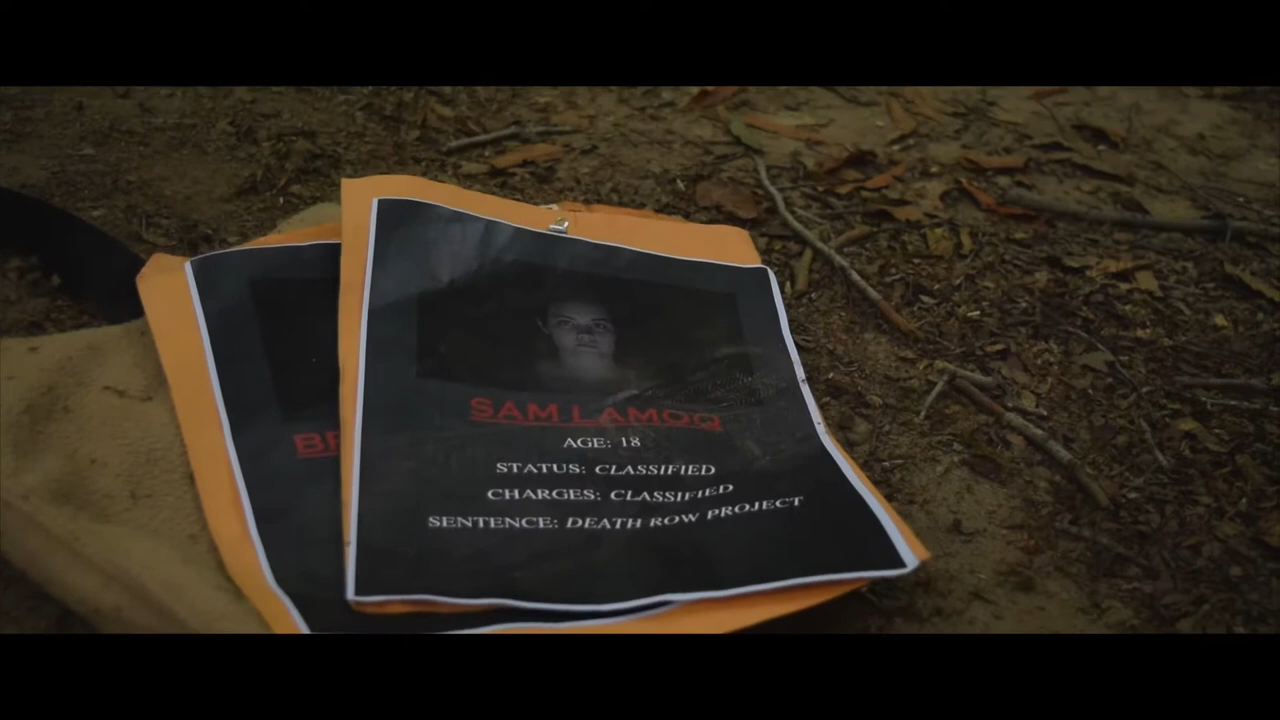 SAM LAMOQ
AGE: 18
STATUS: CLASSIFIED
CHARGES: CLASSIFIED
SENTENCE: DEATH ROW PROJECT